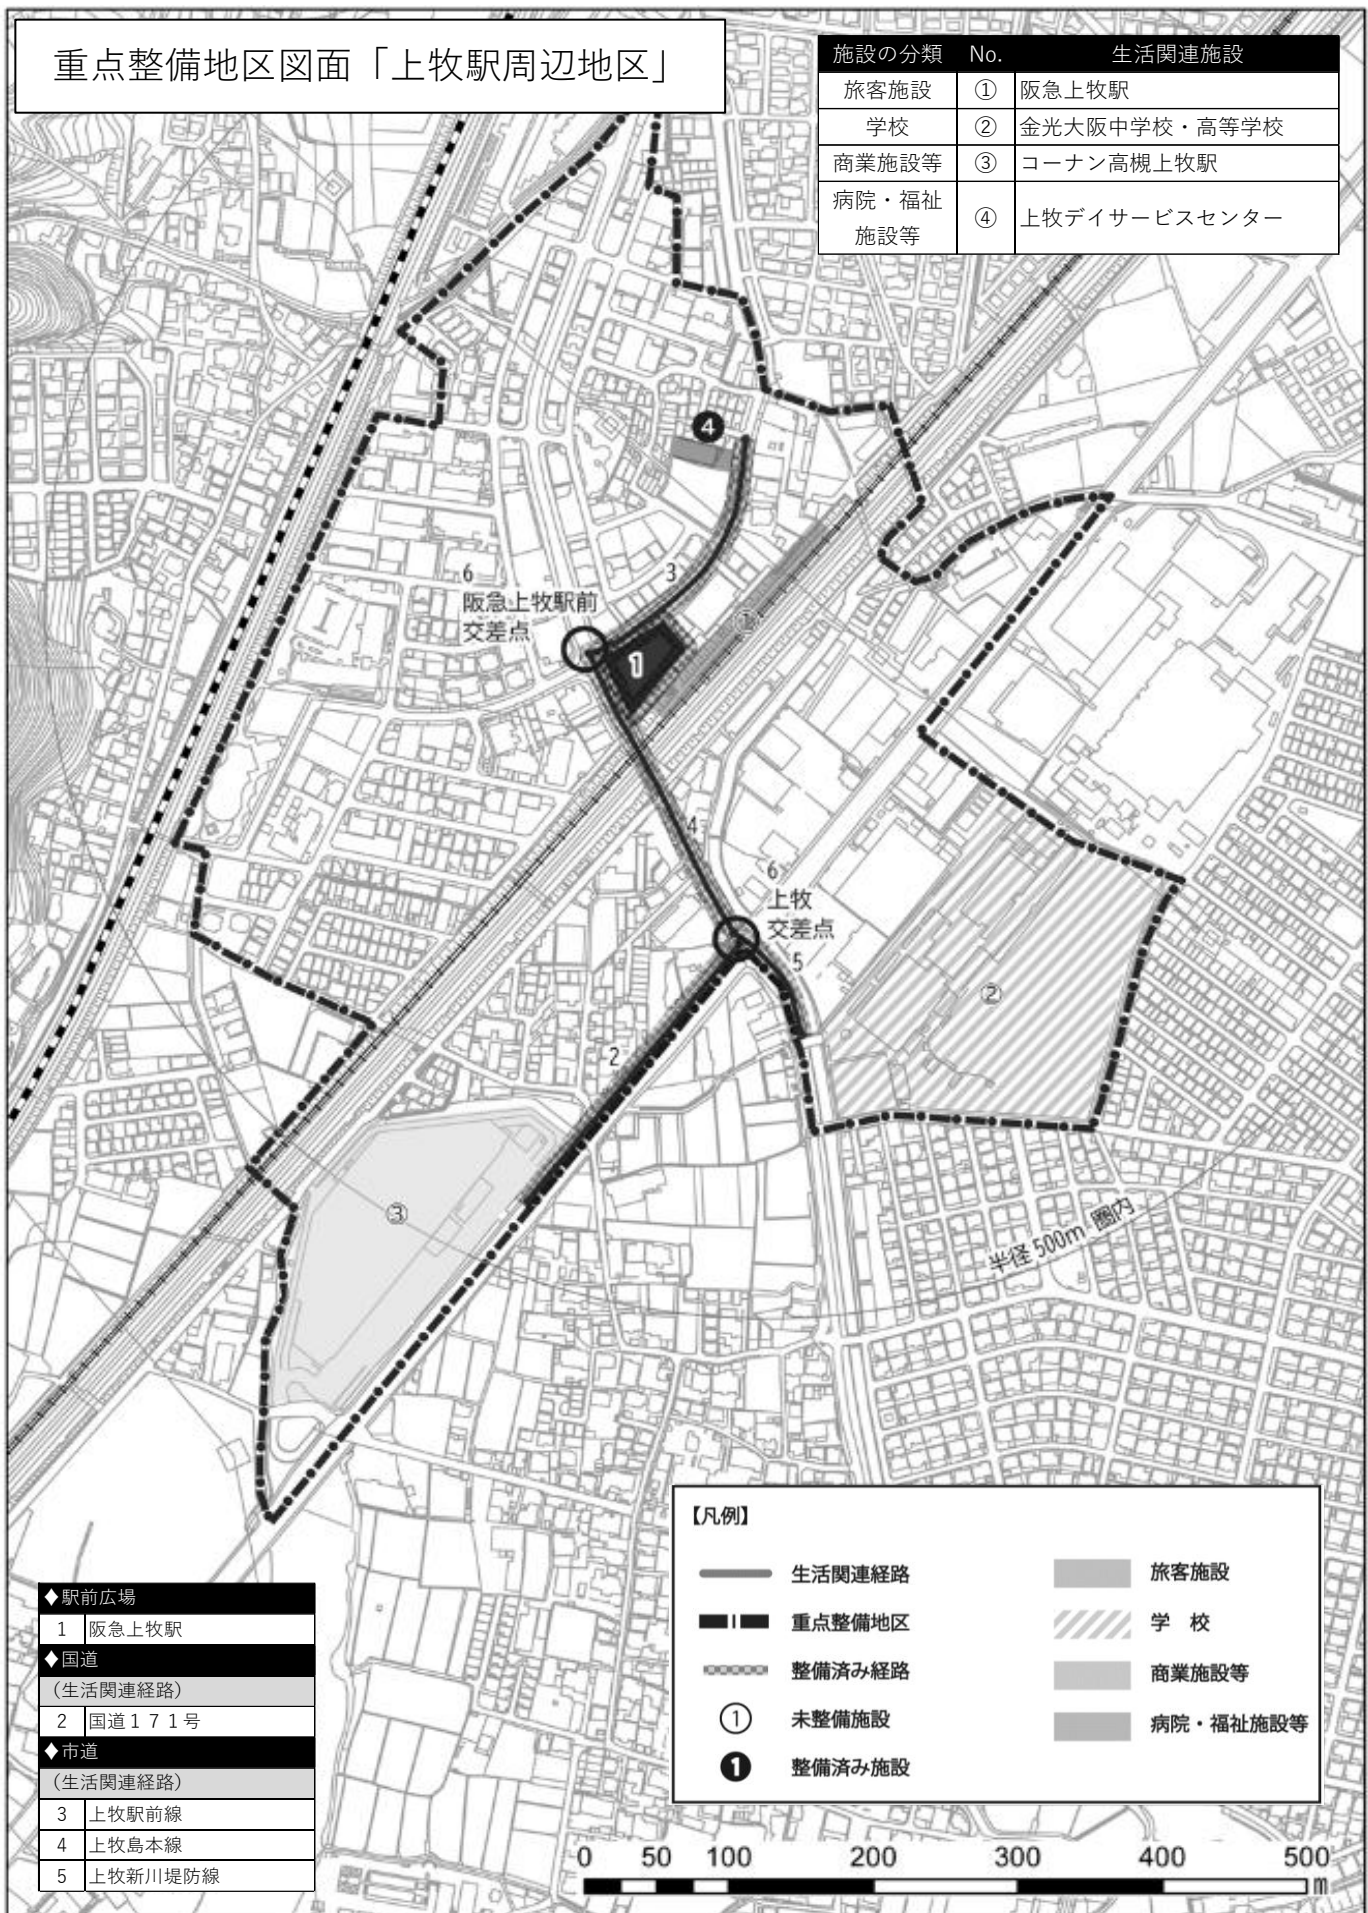 重点整備地区図面「上牧駅周辺地区」
施設の分類 No. 生活関連施設
旅客施設 ① 阪急上牧駅
学校 ② 金光大阪中学校・高等学校
商業施設等 ③ コーナン高槻上牧駅
病院・福祉
施設等 ④ 上牧デイサービスセンター
❹
3
6
阪急上牧駅前
交差点
①
1
4
6
上牧
交差点
5
②
2
③
半径500m 圏内
【凡例】
生活関連経路
重点整備地区
整備済み経路
① 未整備施設
❶ 整備済み施設
旅客施設
学 校
商業施設等
病院・福祉施設等
◆駅前広場
1 阪急上牧駅
◆国道
（生活関連経路）
2 国道１７１号
◆市道
（生活関連経路）
3 上牧駅前線
4 上牧島本線
5 上牧新川堤防線
0 50 100 200 300 400 500
m